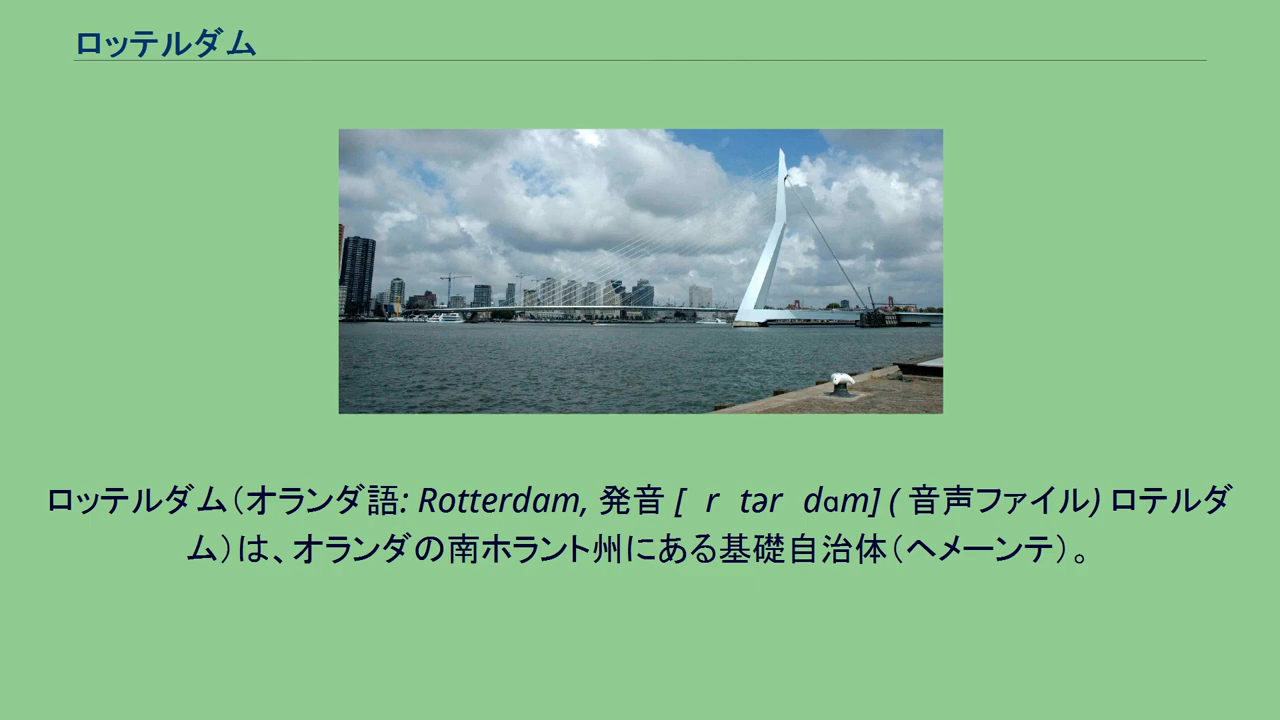 ロッテルダム
ロッテルダム（オランダ語: Rotterdam, 発音 [ r tər dɑm] ( 音声ファイル) ロテルダ
ム）は、オランダの南ホラント州にある基礎自治体（ヘメーンテ）。